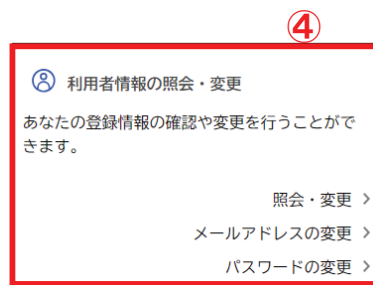 ④
利用者情報の照会・変更
あなたの登録情報の確認や変更を行うことがで
きます。
照会・変更 >
メールアドレスの変更 >
パスワードの変更 >